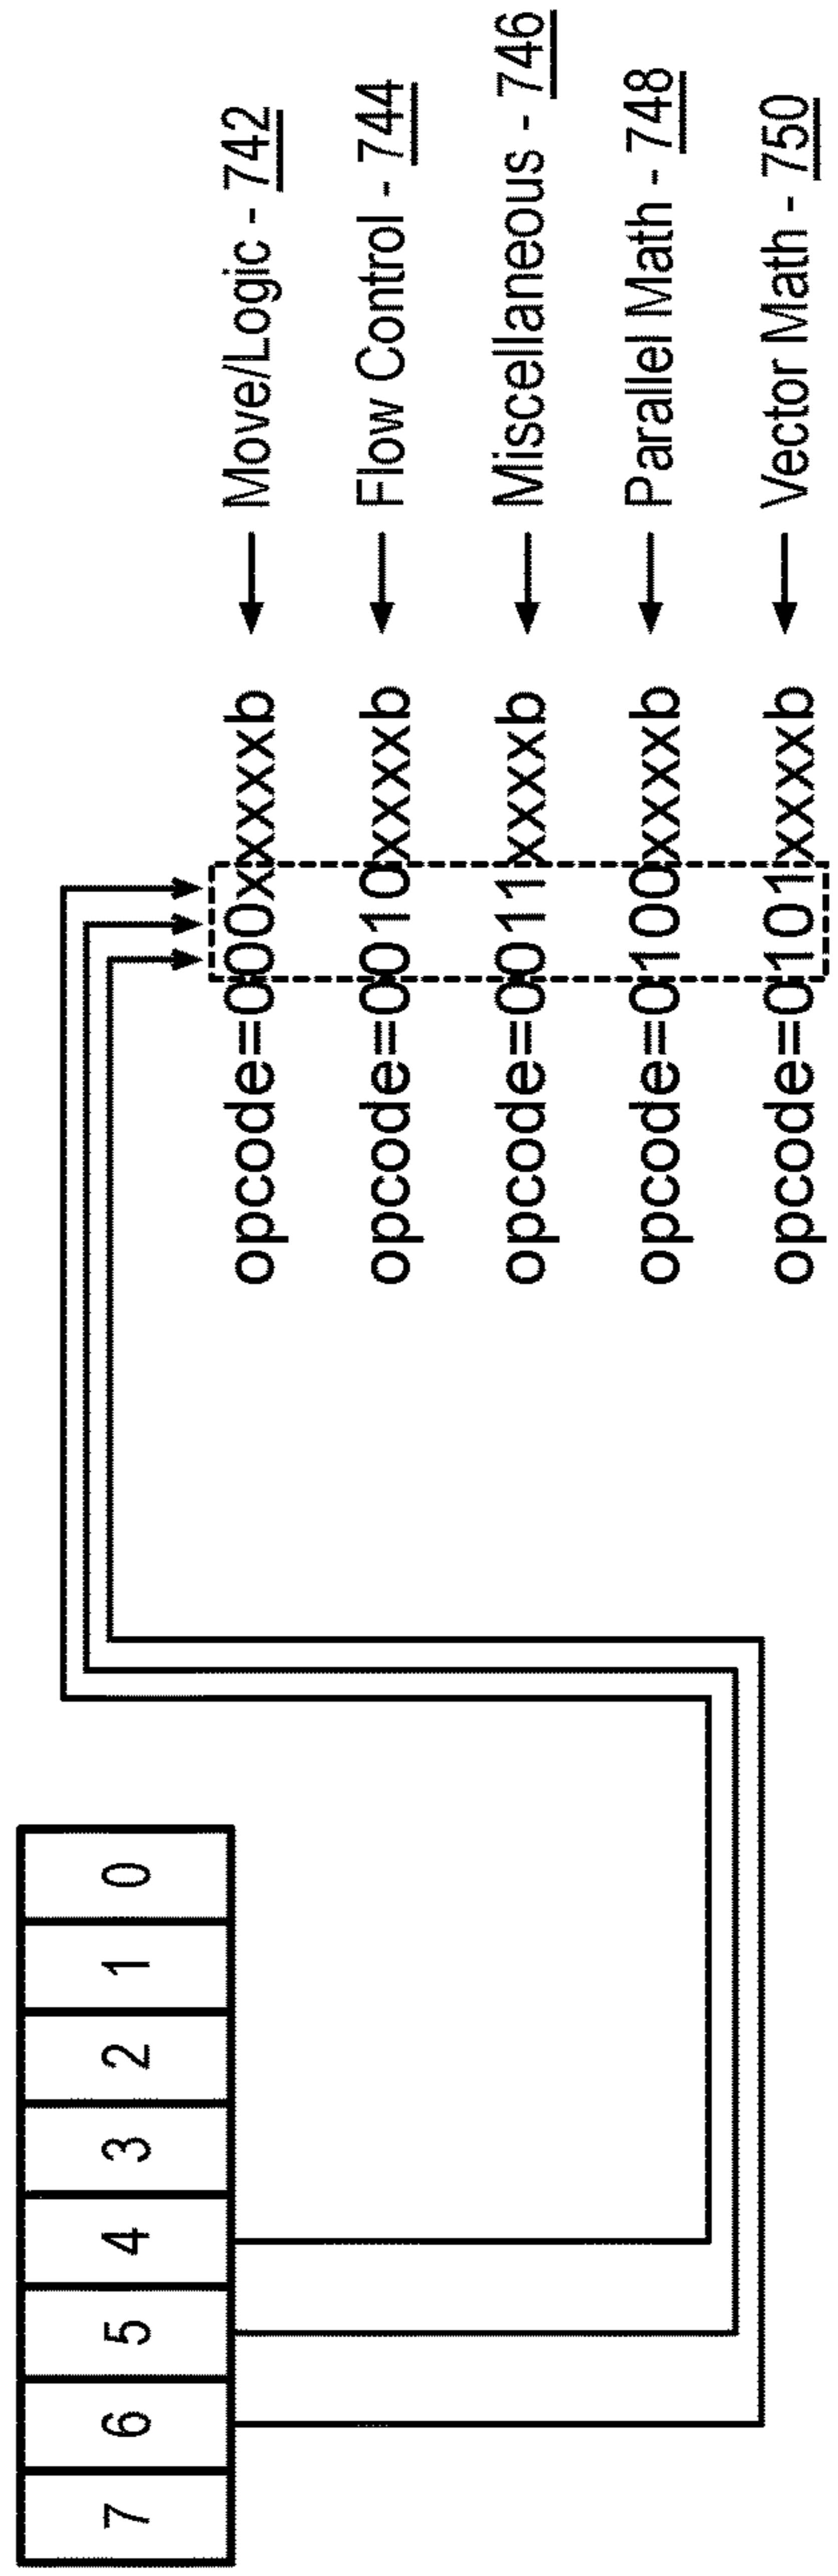 7 6 5 4 3 2 1 0
opcode=000xxxxxb ← Move/Logic - 742
opcode=0010xxxxb ← Flow Control - 744
opcode=0011xxxxb ← Miscellaneous - 746
opcode=0100xxxxb ← Parallel Math - 748
opcode=0101xxxxb ← Vector Math - 750